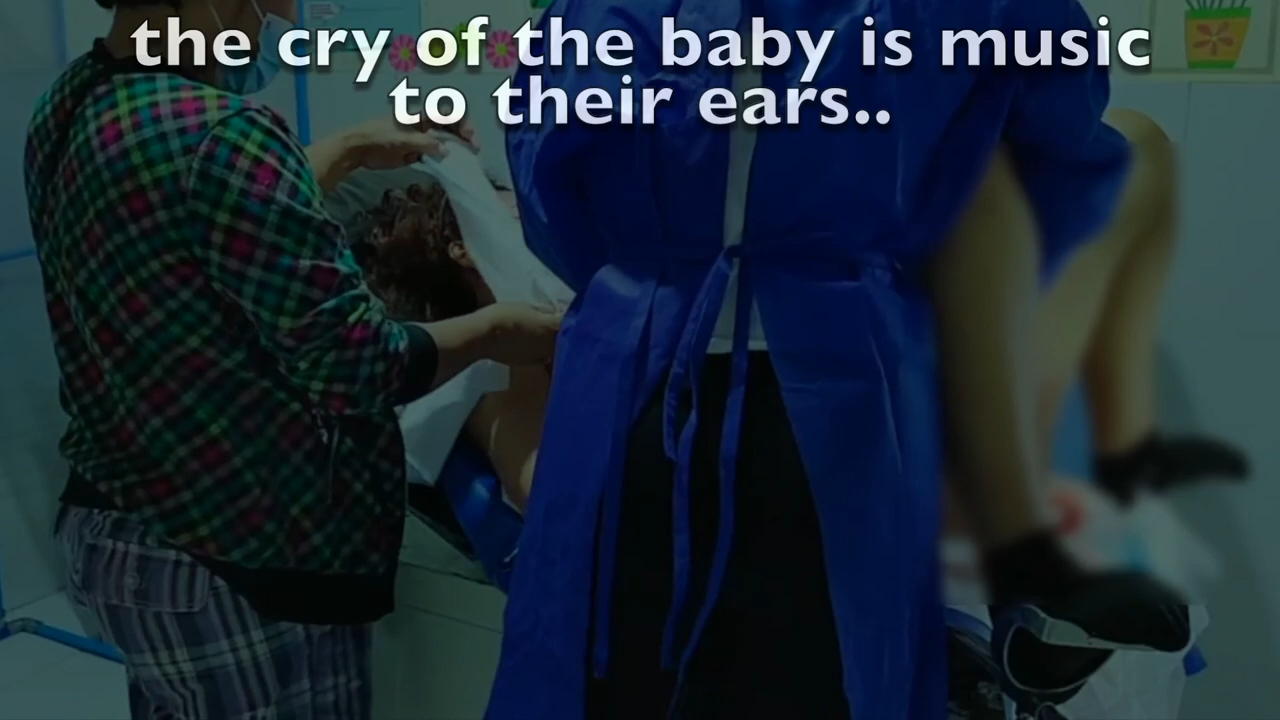 the cry of the baby is music
to their ears..